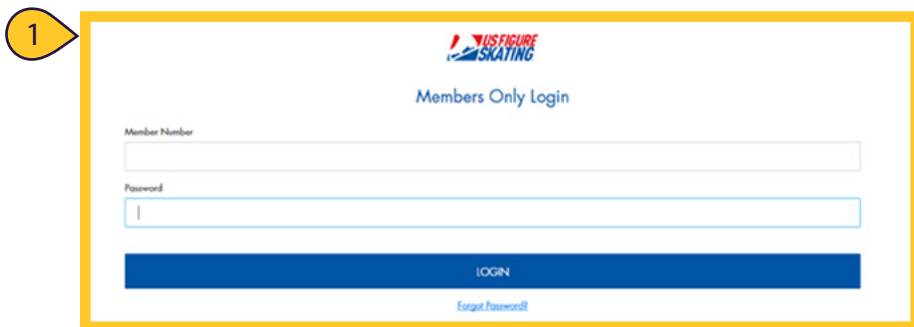 1
US FIGURE
SKATING
Members Only Login
Member Number
Password
LOGIN
Forgot Password?